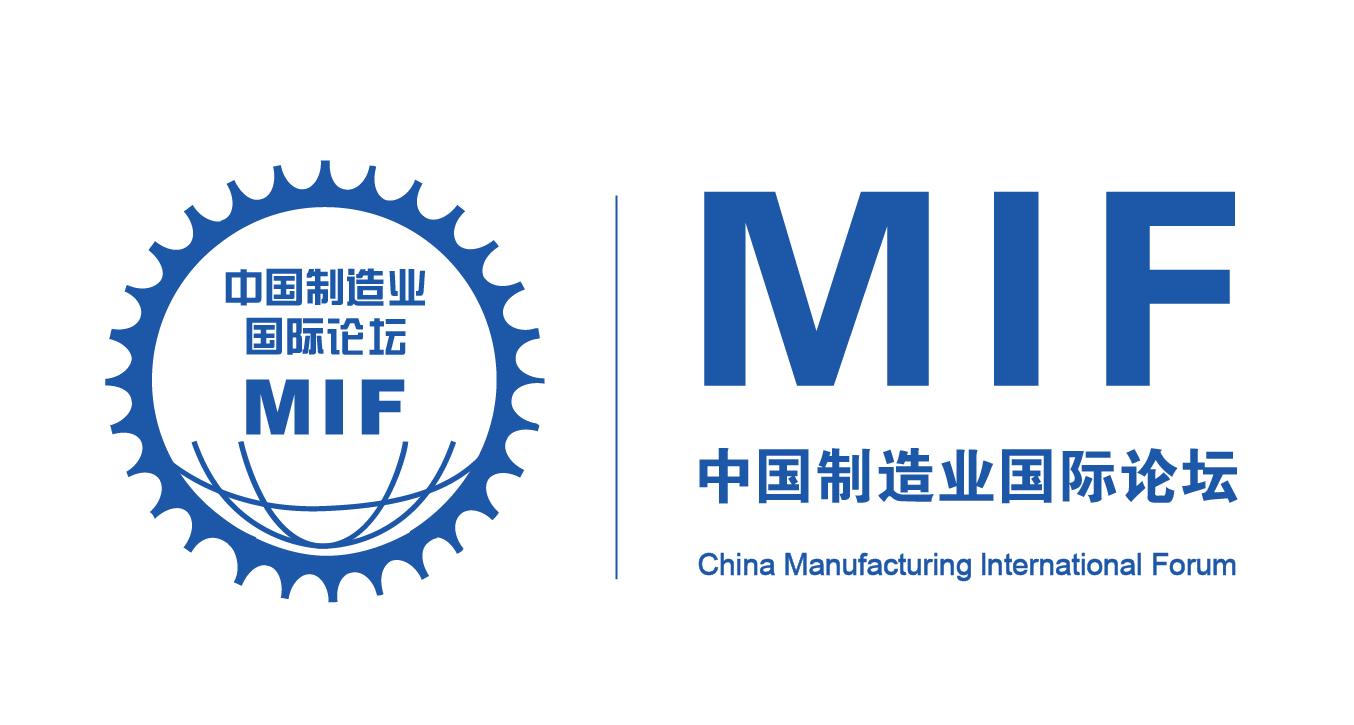 中国制造业
国际论坛
MIF
MIF
中国制造业国际论坛
China Manufacturing International Forum